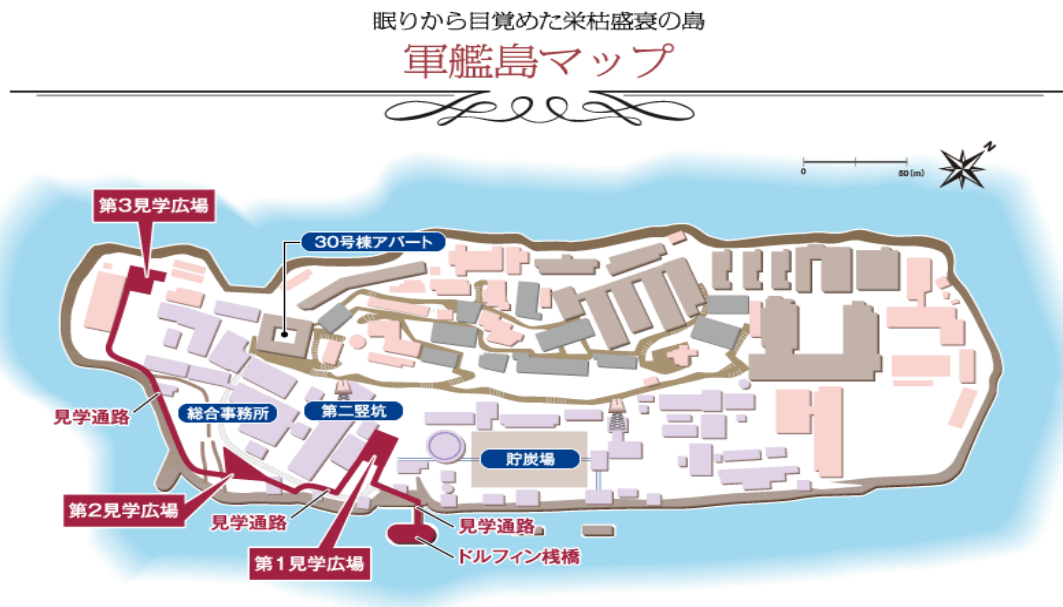 眠りから目覚めた栄枯盛衰の島
軍艦島マップ
N
0
50(m)
第3見学広場
30号棟アパート
見学通路
総合事務所
第二竪坑
貯炭場
第2見学広場
見学通路
見学通路
第1見学広場
ドルフィン桟橋